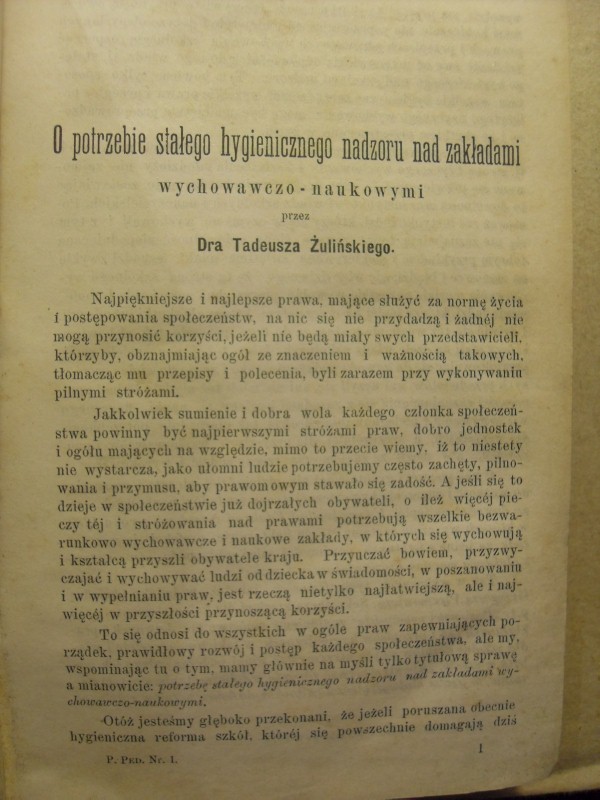 O potrzebie stałego hygienicznego nadzoru nad zakładami
wychowawczo - naukowymi
przez
Dra Tadeusza Żulińskiego.
Najpiękniejsze i najlepsze prawa, mające służyć za normę życia
i postępowania społeczeństw, na nic się nie przydadzą i żadnéj nie
mogą przynosić korzyści, jeżeli nie będą miały swych przedstawicieli,
którzyby, obznajmiając ogół ze znaczeniem i ważnością takowych,
tłomacząc mu przepisy i polecenia, byli zarazem przy wykonywaniu
pilnymi stróżami.
Jakkolwiek sumienie i dobra wola każdego członka społeczeń-
stwa powinny być najpierwszymi stróżami praw, dobro jednostek
i ogółu mających na względzie, mimo to przecie wiemy, iż to niestety
nie wystarcza, jako ułomni ludzie potrzebujemy często zachęty, pilno-
wania i przymusu, aby prawom owym stawało się zadość. A jeśli się to
dzieje w społeczeństwie już dojrzałych obywateli, o ileż więcéj pie-
czy téj i stróżowania nad prawami potrzebują wszelkie bezwa-
runkowo wychowawcze i naukowe zakłady, w których się wychowują
i kształcą przyszli obywatele kraju. Przyuczać bowiem, przyzwy-
czajać i wychowywać ludzi od dziecka w świadomości, w poszanowaniu
i w wypełnianiu praw, jest rzeczą nietylko najłatwiejszą, ale i naj-
więcéj w przyszłości przynoszącą korzyści.
To się odnosi do wszystkich w ogóle praw zapewniających po-
rządek, prawidłowy rozwój i postęp każdego społeczeństwa, ale my,
wspominając tu o tym, mamy głównie na myśli tylko tytułową sprawę
a mianowicie: potrzebę stałego hygienicznego nadzoru nad zakładami wy-
chowawczo-naukowymi.
Otóż jesteśmy głęboko przekonani, że jeżeli poruszana obecnie
hygieniczna reforma szkół, któréj się powszechnie domagają dziś
P. Ped. Nr. 1.
1